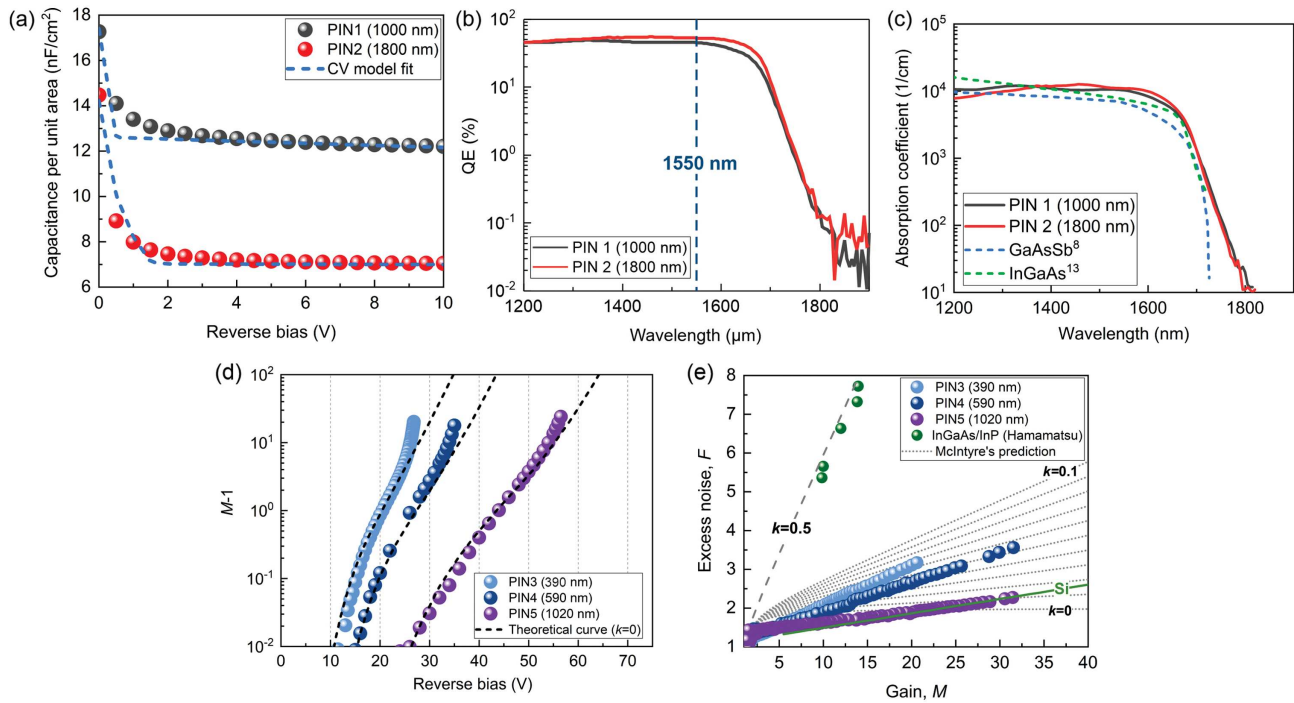 (a)
Capacitance per unit area (nF/cm²)
18
16
14
12
10
8
6
0
2
4
6
8
10
Reverse bias (V)
PIN1 (1000 nm)
PIN2 (1800 nm)
CV model fit
(b)
QE (%)
10²
10¹
10⁰
10⁻¹
10⁻²
1550 nm
PIN 1 (1000 nm)
PIN 2 (1800 nm)
1200
1400
1600
1800
Wavelength (μm)
(c)
Absorption coefficient (1/cm)
10⁵
10⁴
10³
10²
10¹
PIN 1 (1000 nm)
PIN 2 (1800 nm)
GaAsSb⁸
InGaAs¹³
1200
1400
1600
1800
Wavelength (nm)
(d)
M-1
10²
10¹
10⁰
10⁻¹
10⁻²
PIN3 (390 nm)
PIN4 (590 nm)
PIN5 (1020 nm)
Theoretical curve (k=0)
0
10
20
30
40
50
60
70
Reverse bias (V)
(e)
Excess noise, F
8
7
6
5
4
3
2
1
PIN3 (390 nm)
PIN4 (590 nm)
PIN5 (1020 nm)
InGaAs/InP (Hamamatsu)
McIntyre's prediction
k=0.1
k=0.5
Si
k=0
5
10
15
20
25
30
35
40
Gain, M